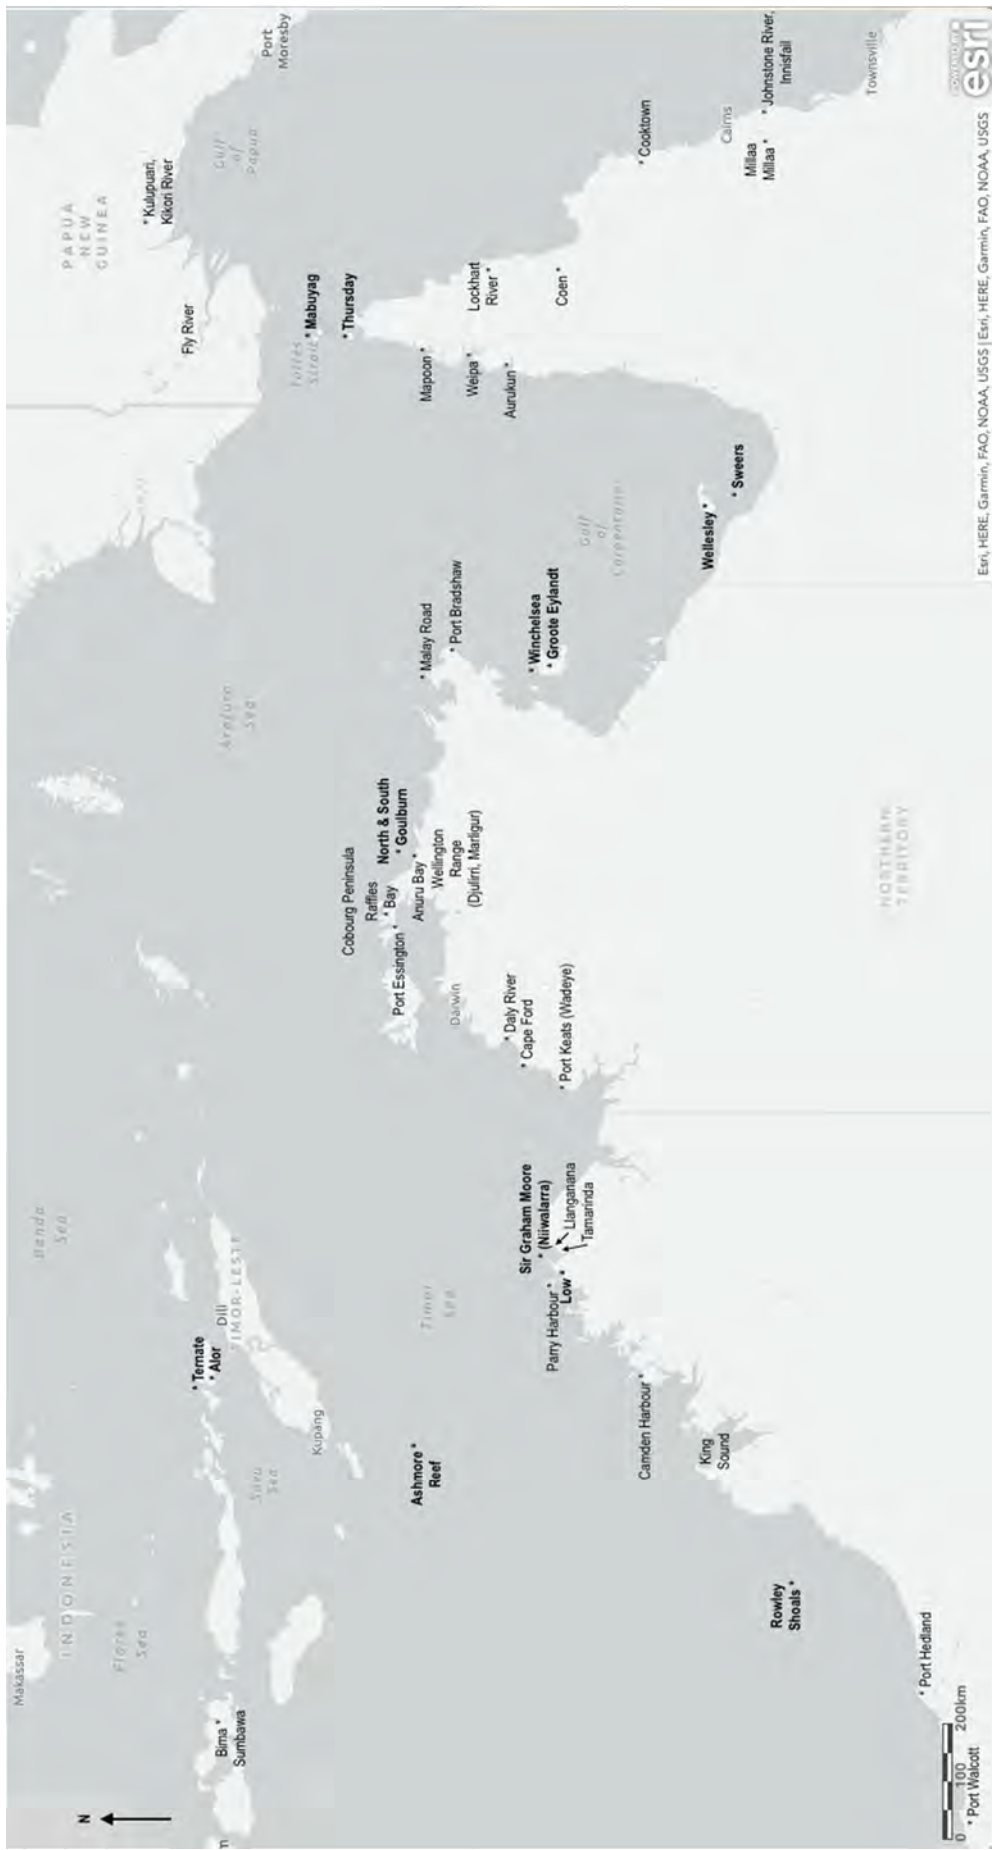 N
Makassar
INDONESIA
Flores
Sea
Bima
Sumbawa
Savu
Sea
Kupang
Banda
Sea
Ternate
Alor
Dili
TIMOR-LESTE
Timor
Sea
Ashmore
Reef
Rowley
Shoals
Port Hedland
Port Walcott
0
100
200km
King
Sound
Camden Harbour
Parry Harbour
Low
Sir Graham Moore
(Niiwalarra)
Llanganana
Tamarinda
Port Keats (Wadeye)
Cape Ford
Daly River
Darwin
Port Essington
Cobourg Peninsula
Raffles
Bay
Anuru Bay
North & South
Goulburn
Wellington
Range
(Djulirri, Marligur)
NORTHERN
TERRITORY
Arafura
Sea
Malay Road
Port Bradshaw
Winchelsea
Groote Eylandt
Gulf
of
Carpentaria
Wellesley
Sweers
PAPUA
NEW
GUINEA
Kulupuari,
Kikori River
Fly River
Gulf
of
Papua
Port
Moresby
Torres
Strait
Mabuyag
Thursday
Mapoon
Weipa
Aurukun
Lockhart
River
Coen
Cooktown
Cairns
Millaa
Millaa
Johnstone River,
Innisfail
Townsville
esri
Esri, HERE, Garmin, FAO, NOAA, USGS | Esri, HERE, Garmin, FAO, NOAA, USGS